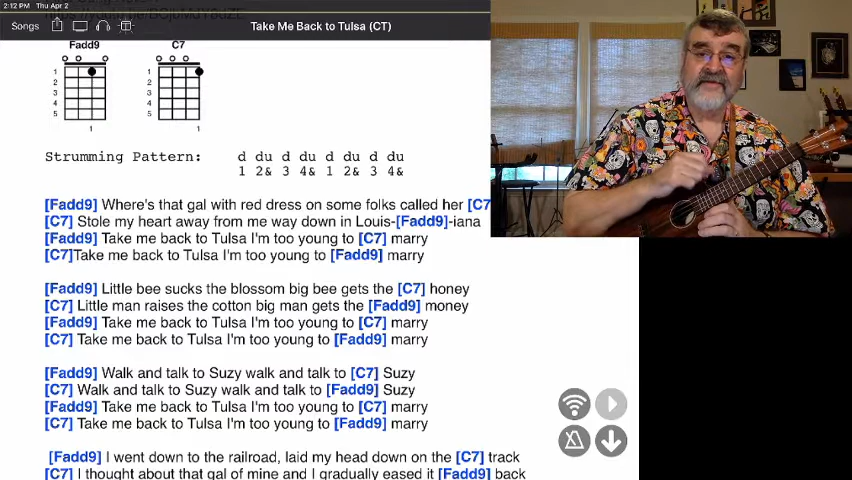 2:12 PM Thu Apr 2
Songs
Take Me Back to Tulsa (CT)
Fadd9 C7
1 1
2 2
3 3
4 4
5 5
1 1
Strumming Pattern: d du d du d du d du
1 2& 3 4& 1 2& 3 4&
[Fadd9] Where's that gal with red dress on some folks called her [C7
[C7] Stole my heart away from me way down in Louis-[Fadd9]-iana
[Fadd9] Take me back to Tulsa I'm too young to [C7] marry
[C7]Take me back to Tulsa I'm too young to [Fadd9] marry
[Fadd9] Little bee sucks the blossom big bee gets the [C7] honey
[C7] Little man raises the cotton big man gets the [Fadd9] money
[Fadd9] Take me back to Tulsa I'm too young to [C7] marry
[C7] Take me back to Tulsa I'm too young to [Fadd9] marry
[Fadd9] Walk and talk to Suzy walk and talk to [C7] Suzy
[C7] Walk and talk to Suzy walk and talk to [Fadd9] Suzy
[Fadd9] Take me back to Tulsa I'm too young to [C7] marry
[C7] Take me back to Tulsa I'm too young to [Fadd9] marry
[Fadd9] I went down to the railroad, laid my head down on the [C7] track
[C7] I thought about that gal of mine and I gradually eased it [Fadd9] back